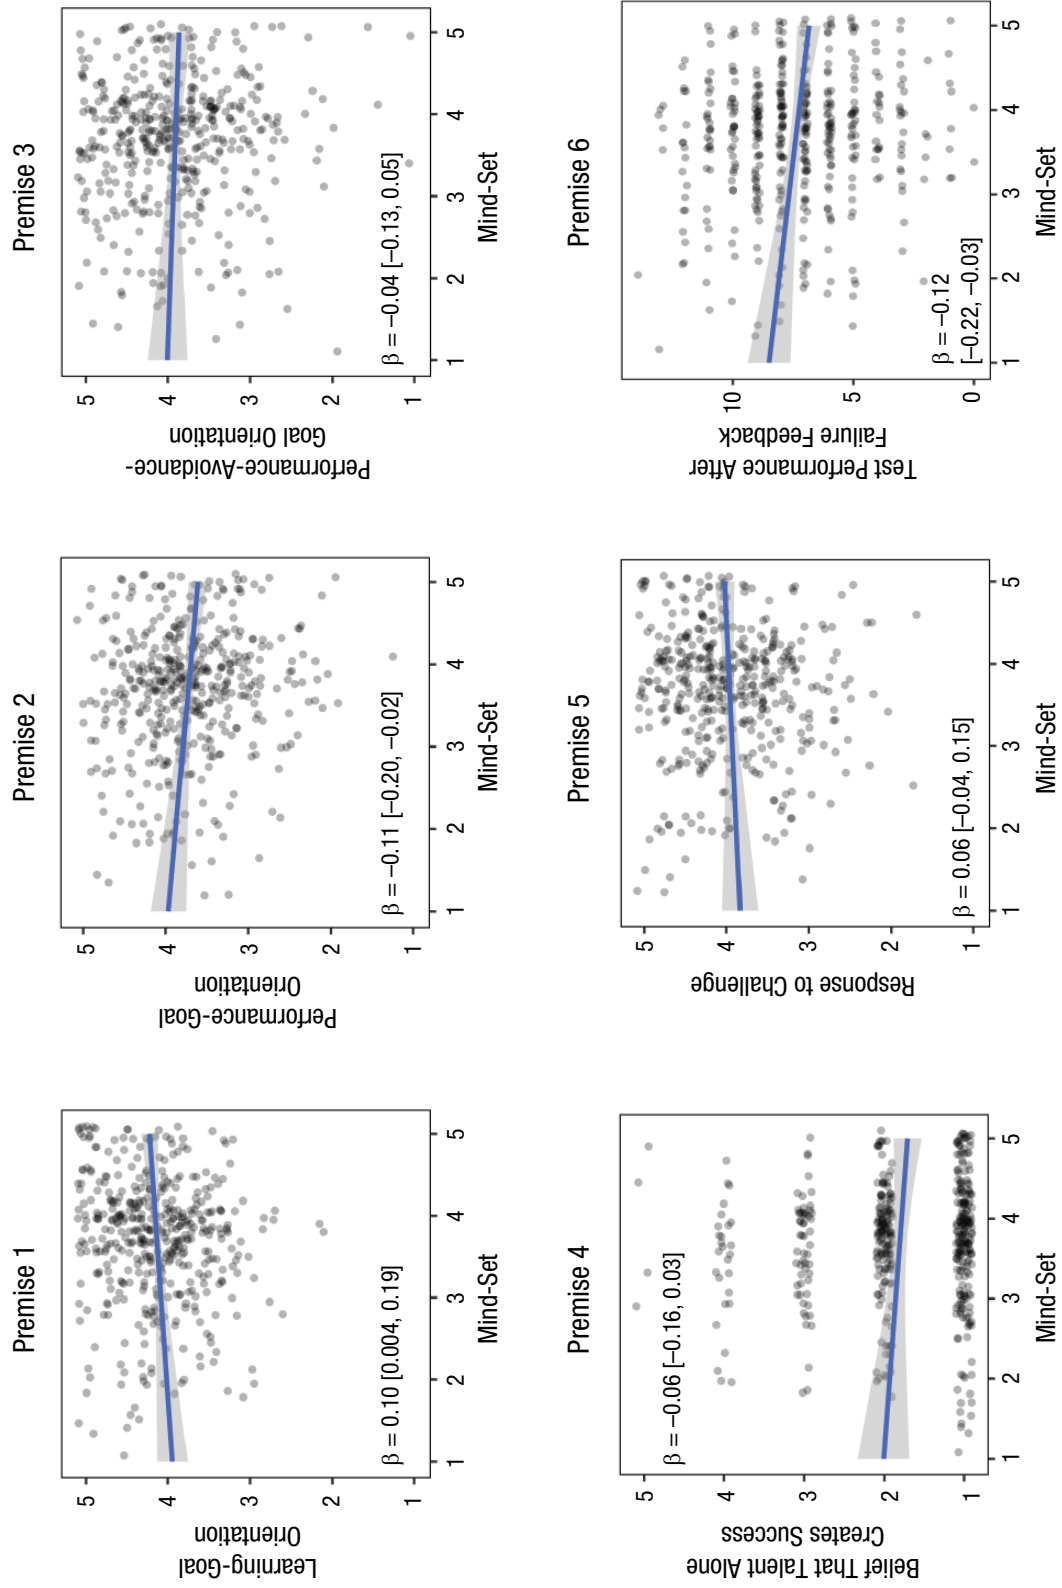 Premise 1
Learning-Goal
Orientation
5
4
3
2
1
β = 0.10 [0.004, 0.19]
1
2
3
4
5
Mind-Set
Premise 2
Performance-Goal
Orientation
5
4
3
2
1
β = −0.11 [−0.20, −0.02]
1
2
3
4
5
Mind-Set
Premise 3
Performance-Avoidance-
Goal Orientation
5
4
3
2
1
β = −0.04 [−0.13, 0.05]
1
2
3
4
5
Mind-Set
Premise 4
Belief That Talent Alone
Creates Success
5
4
3
2
1
β = −0.06 [−0.16, 0.03]
1
2
3
4
5
Mind-Set
Premise 5
Response to Challenge
5
4
3
2
1
β = 0.06 [−0.04, 0.15]
1
2
3
4
5
Mind-Set
Premise 6
Test Performance After
Failure Feedback
10
5
0
β = −0.12
[−0.22, −0.03]
1
2
3
4
5
Mind-Set